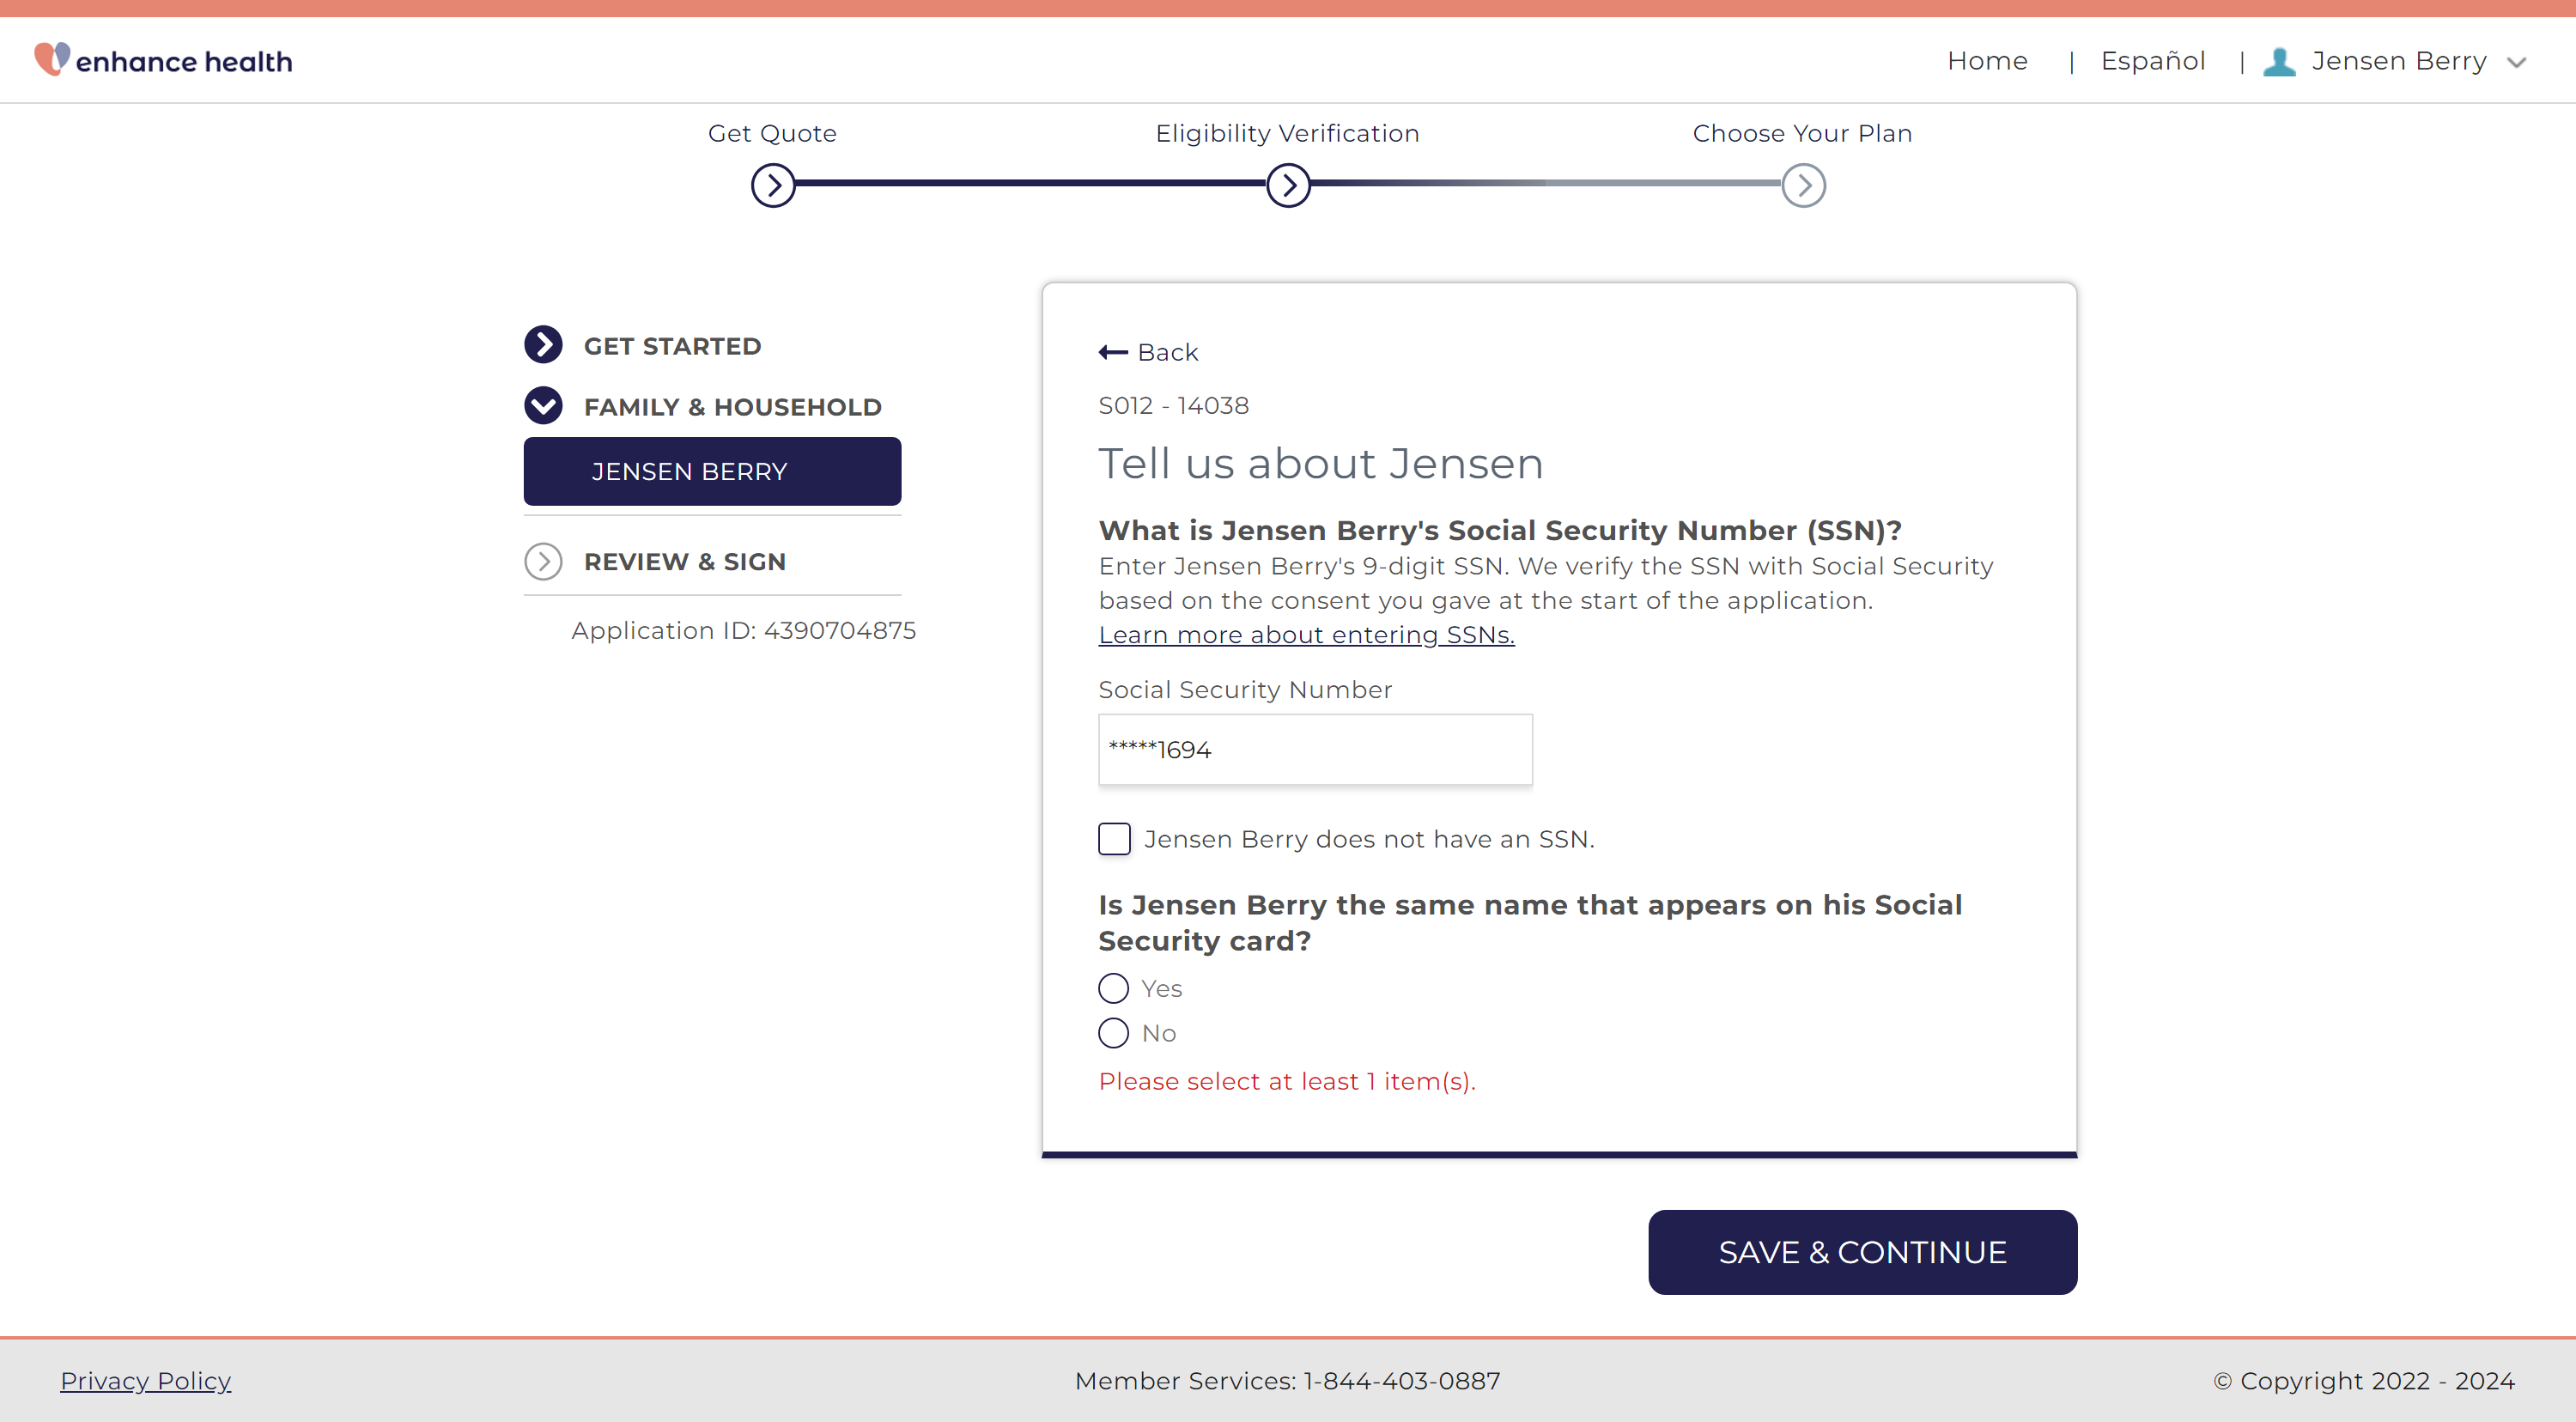 enhance health
Home | Español | Jensen Berry
Get Quote
Eligibility Verification
Choose Your Plan
GET STARTED
FAMILY & HOUSEHOLD
JENSEN BERRY
REVIEW & SIGN
Application ID: 4390704875
Back
S012 - 14038
Tell us about Jensen
What is Jensen Berry's Social Security Number (SSN)?
Enter Jensen Berry's 9-digit SSN. We verify the SSN with Social Security
based on the consent you gave at the start of the application.
Learn more about entering SSNs.
Social Security Number
*****1694
Jensen Berry does not have an SSN.
Is Jensen Berry the same name that appears on his Social
Security card?
Yes
No
Please select at least 1 item(s).
SAVE & CONTINUE
Privacy Policy
Member Services: 1-844-403-0887
© Copyright 2022 - 2024